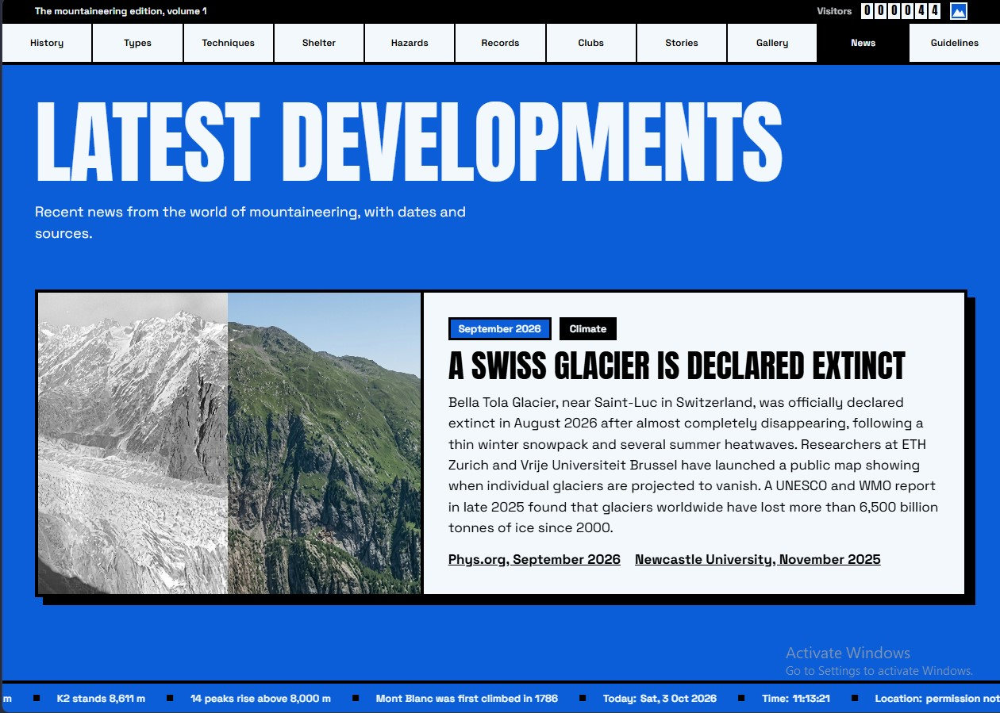 The mountaineering edition, volume 1
Visitors 000044
History Types Techniques Shelter Hazards Records Clubs Stories Gallery News Guidelines
LATEST DEVELOPMENTS
Recent news from the world of mountaineering, with dates and
sources.
September 2026 Climate
A SWISS GLACIER IS DECLARED EXTINCT
Bella Tola Glacier, near Saint-Luc in Switzerland, was officially declared
extinct in August 2026 after almost completely disappearing, following a
thin winter snowpack and several summer heatwaves. Researchers at ETH
Zurich and Vrije Universiteit Brussel have launched a public map showing
when individual glaciers are projected to vanish. A UNESCO and WMO report
in late 2025 found that glaciers worldwide have lost more than 6,500 billion
tonnes of ice since 2000.
Phys.org, September 2026 Newcastle University, November 2025
Activate Windows
Go to Settings to activate Windows.
m K2 stands 8,611 m 14 peaks rise above 8,000 m Mont Blanc was first climbed in 1786 Today: Sat, 3 Oct 2026 Time: 11:13:21 Location: permission not